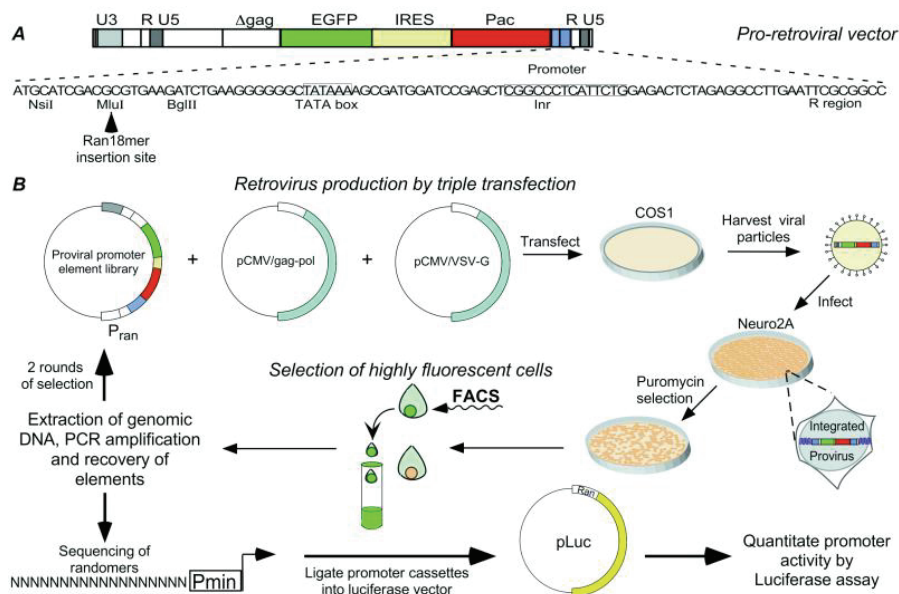 A
U3 R U5 Δgag EGFP IRES Pac R U5
Pro-retroviral vector
Promoter
ATGCATCGACGCGTGAAGATCTGAAGGGGGGCTATAAAAGCGATGGATCCGAGCTCGGCCCTCATTCTGGAGACTCTAGAGGCCTTGAATTCGCGGCC
NsiI MluI BglII TATA box Inr R region
Ran18mer
insertion site
B
Retrovirus production by triple transfection
Proviral promoter
element library
+
pCMV/gag-pol
+
pCMV/VSV-G
Transfect
COS1
Harvest viral
particles
Pran
Infect
Neuro2A
2 rounds
of selection
Selection of highly fluorescent cells
FACS
Puromycin
selection
Integrated
Provirus
Extraction of genomic
DNA, PCR amplification
and recovery of
elements
Sequencing of
randomers
NNNNNNNNNNNNNNNNNN Pmin
Ligate promoter cassettes
into luciferase vector
Ran
pLuc
Quantitate promoter
activity by
Luciferase assay